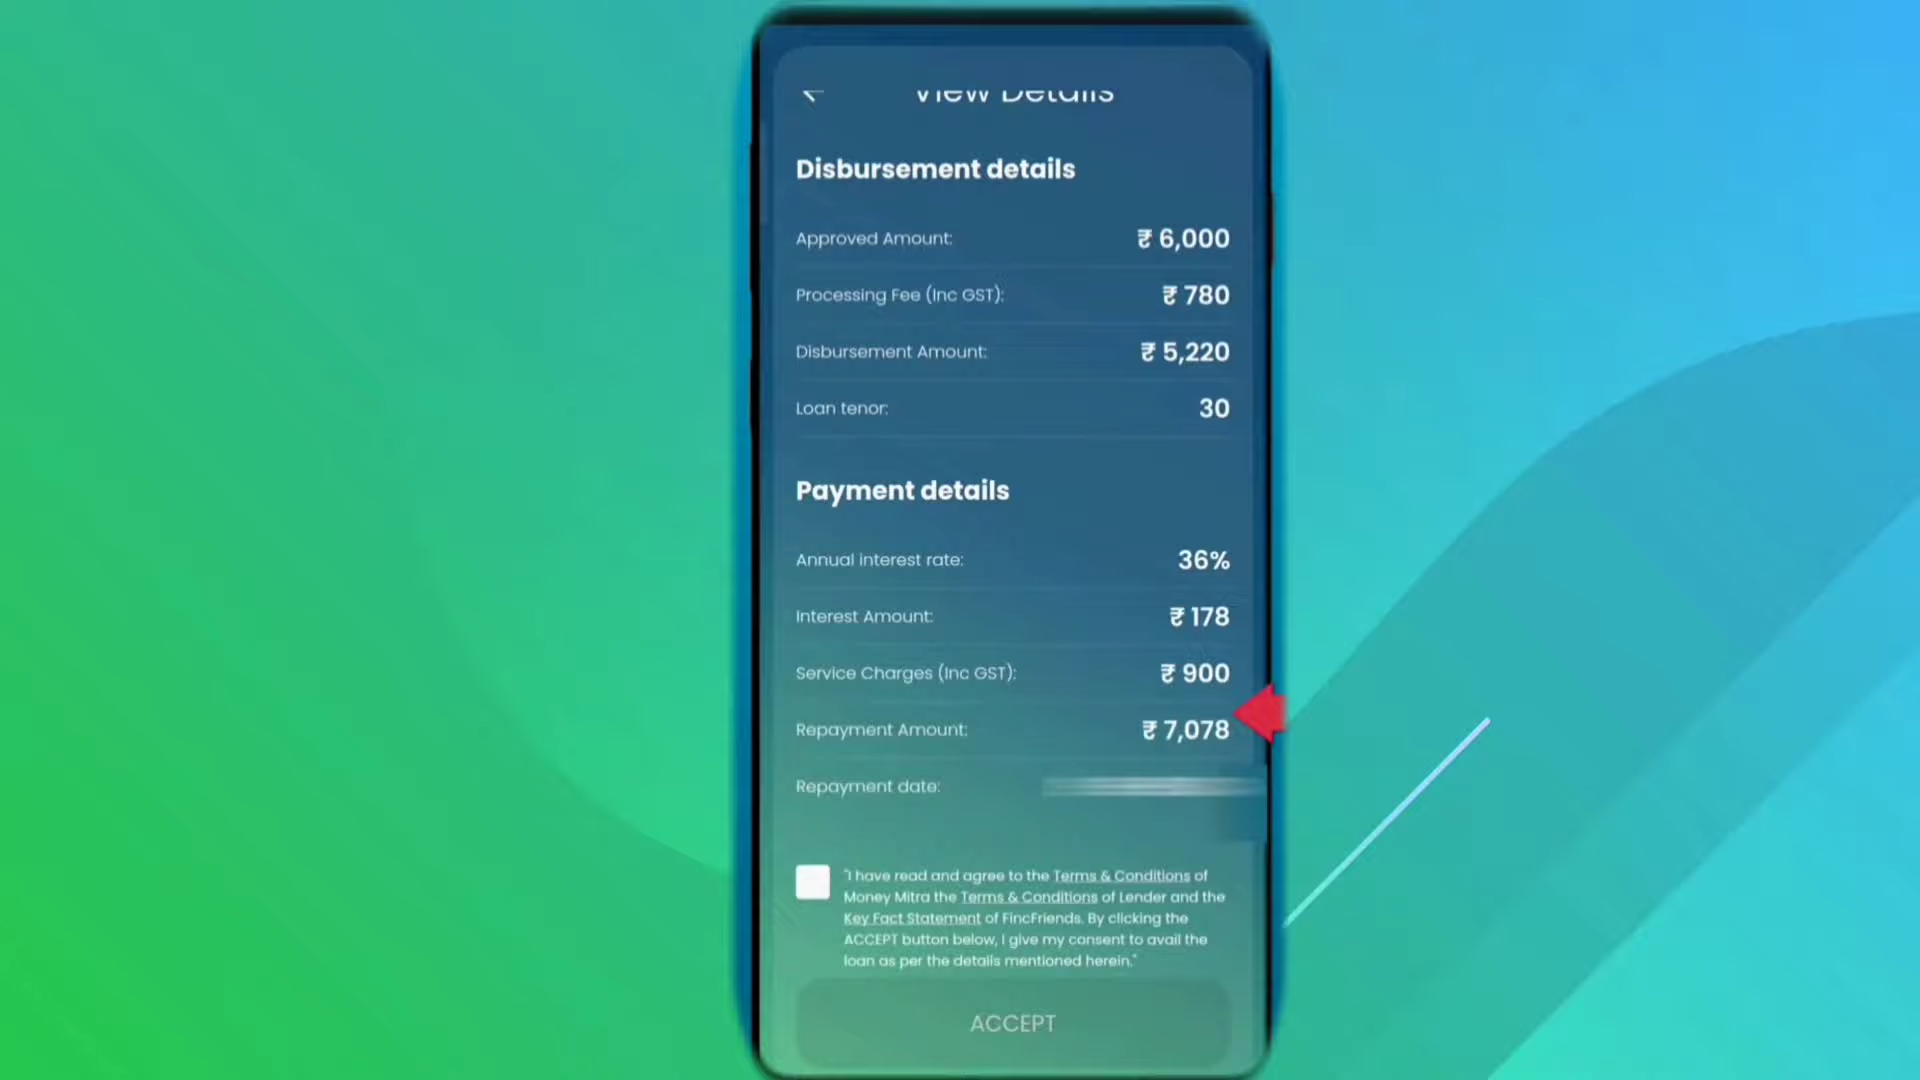 View Details
Disbursement details
Approved Amount: ₹ 6,000
Processing Fee (Inc GST): ₹ 780
Disbursement Amount: ₹ 5,220
Loan tenor: 30
Payment details
Annual interest rate: 36%
Interest Amount: ₹ 178
Service Charges (Inc GST): ₹ 900
Repayment Amount: ₹ 7,078
Repayment date:
"I have read and agree to the Terms & Conditions of
Money Mitra the Terms & Conditions of Lender and the
Key Fact Statement of FincFriends. By clicking the
ACCEPT button below, I give my consent to avail the
loan as per the details mentioned herein."
ACCEPT